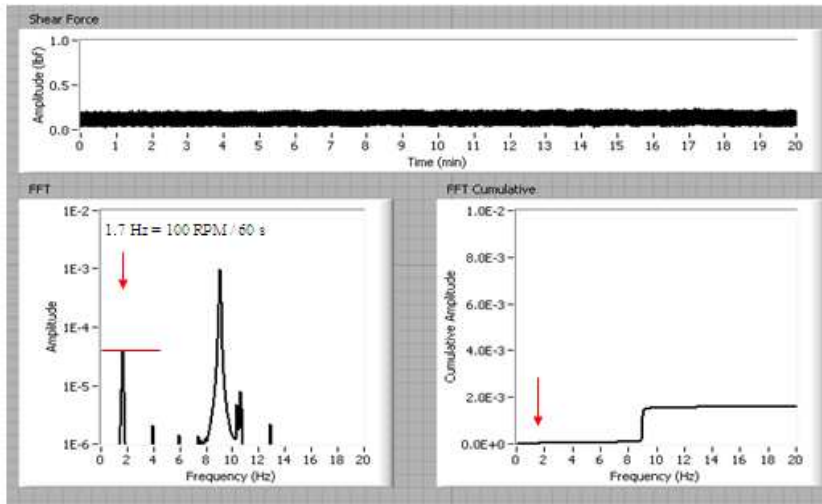 Shear Force
Amplitude (lbf)
1.0
0.5
0.0
0 1 2 3 4 5 6 7 8 9 10 11 12 13 14 15 16 17 18 19 20
Time (min)
FFT
1.7 Hz = 100 RPM / 60 s
Amplitude
1E-2
1E-3
1E-4
1E-5
1E-6
0 2 4 6 8 10 12 14 16 18 20
Frequency (Hz)
FFT Cumulative
Cumulative Amplitude
1.0E-2
8.0E-3
6.0E-3
4.0E-3
2.0E-3
0.0E+0
0 2 4 6 8 10 12 14 16 18 20
Frequency (Hz)